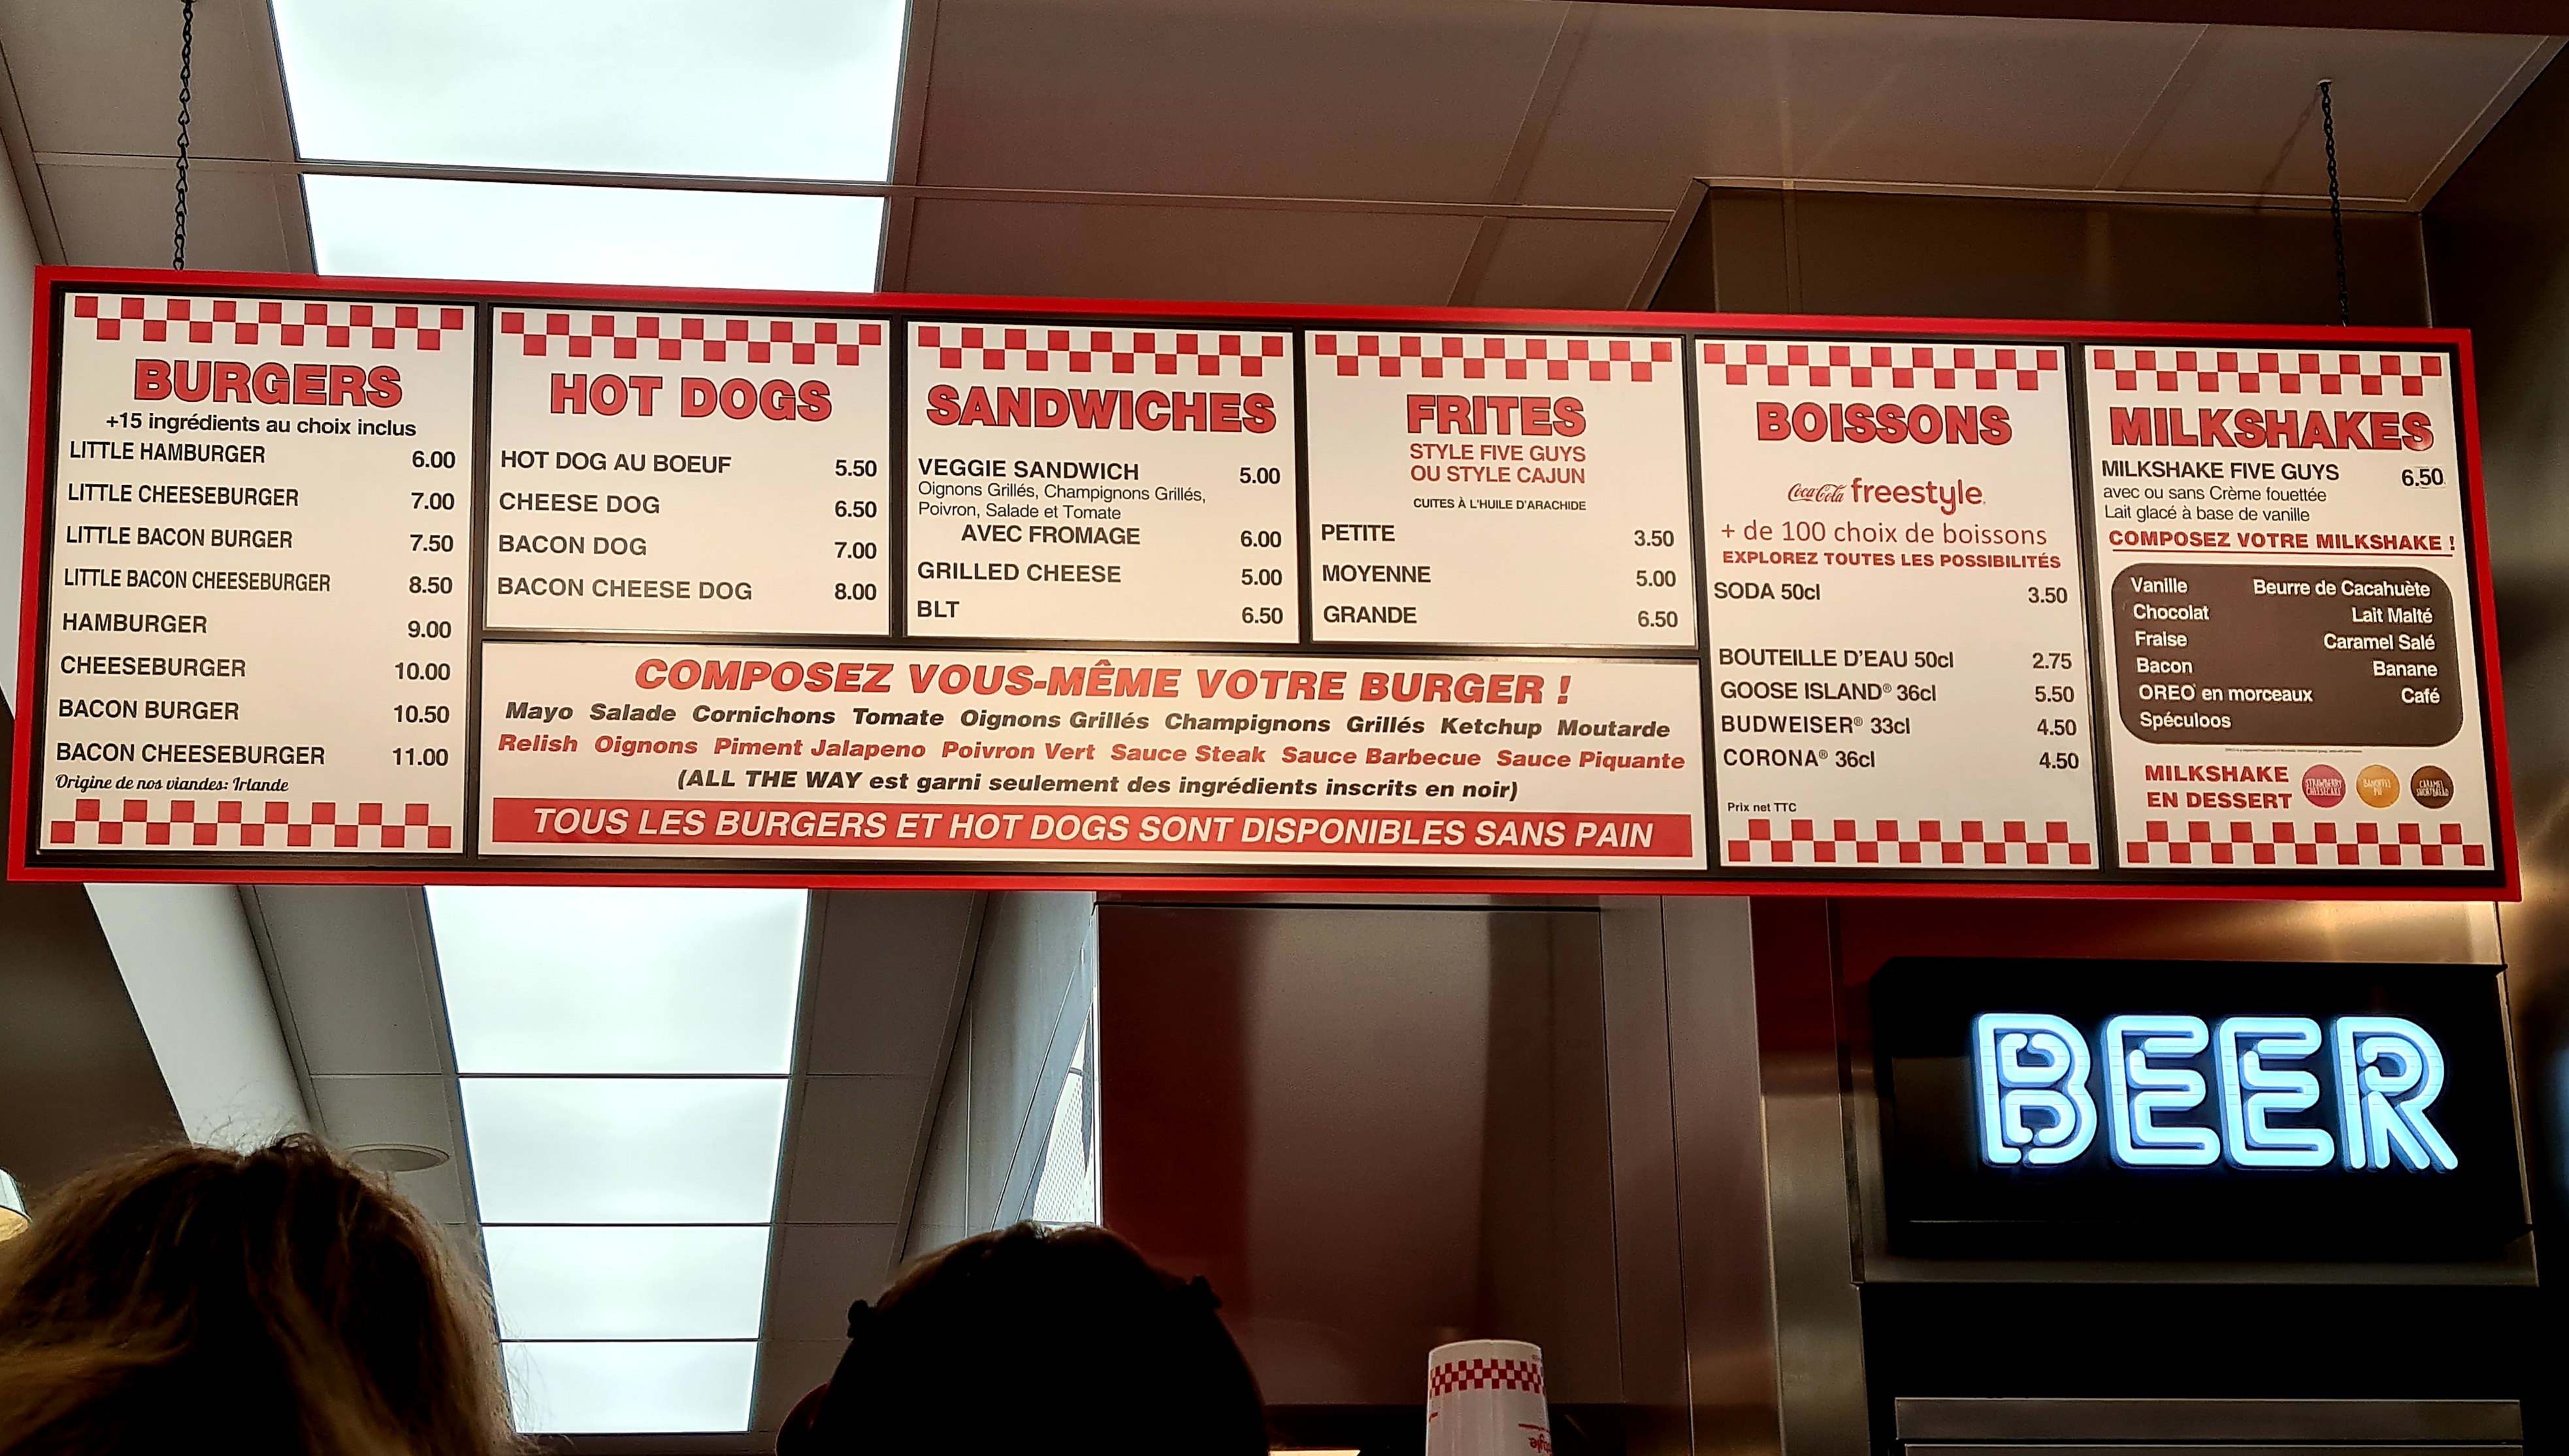 BURGERS
+15 ingrédients au choix inclus
LITTLE HAMBURGER 6.00
LITTLE CHEESEBURGER 7.00
LITTLE BACON BURGER 7.50
LITTLE BACON CHEESEBURGER 8.50
HAMBURGER 9.00
CHEESEBURGER 10.00
BACON BURGER 10.50
BACON CHEESEBURGER 11.00
Origine de nos viandes: Irlande
HOT DOGS
HOT DOG AU BOEUF 5.50
CHEESE DOG 6.50
BACON DOG 7.00
BACON CHEESE DOG 8.00
SANDWICHES
VEGGIE SANDWICH 5.00
Oignons Grillés, Champignons Grillés,
Poivron, Salade et Tomate
AVEC FROMAGE 6.00
GRILLED CHEESE 5.00
BLT 6.50
FRITES
STYLE FIVE GUYS
OU STYLE CAJUN
CUITES À L'HUILE D'ARACHIDE
PETITE 3.50
MOYENNE 5.00
GRANDE 6.50
COMPOSEZ VOUS-MÊME VOTRE BURGER !
Mayo Salade Cornichons Tomate Oignons Grillés Champignons Grillés Ketchup Moutarde
Relish Oignons Piment Jalapeno Poivron Vert Sauce Steak Sauce Barbecue Sauce Piquante
(ALL THE WAY est garni seulement des ingrédients inscrits en noir)
TOUS LES BURGERS ET HOT DOGS SONT DISPONIBLES SANS PAIN
BOISSONS
Coca-Cola freestyle
+ de 100 choix de boissons
EXPLOREZ TOUTES LES POSSIBILITÉS
SODA 50cl 3.50
BOUTEILLE D'EAU 50cl 2.75
GOOSE ISLAND® 36cl 5.50
BUDWEISER® 33cl 4.50
CORONA® 36cl 4.50
Prix net TTC
MILKSHAKES
MILKSHAKE FIVE GUYS 6.50
avec ou sans Crème fouettée
Lait glacé à base de vanille
COMPOSEZ VOTRE MILKSHAKE !
Vanille Beurre de Cacahuète
Chocolat Lait Malté
Fraise Caramel Salé
Bacon Banane
OREO en morceaux Café
Spéculoos
MILKSHAKE
EN DESSERT
STRAWBERRY CHEESECAKE
BANOFFEE PIE
CARAMEL SHORTBREAD
BEER